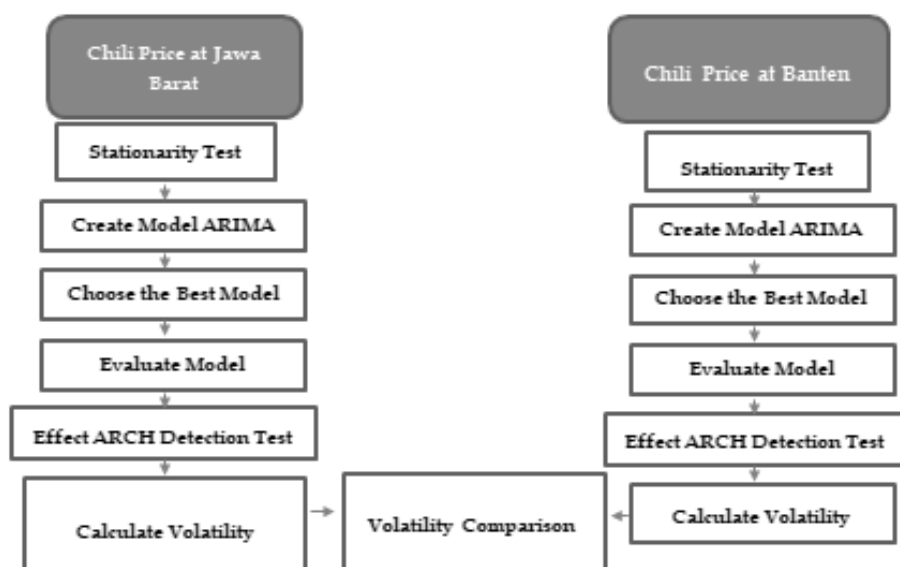 Chili Price at Jawa
Barat
Stationarity Test
Create Model ARIMA
Choose the Best Model
Evaluate Model
Effect ARCH Detection Test
Calculate Volatility
Volatility Comparison
Chili Price at Banten
Stationarity Test
Create Model ARIMA
Choose the Best Model
Evaluate Model
Effect ARCH Detection Test
Calculate Volatility